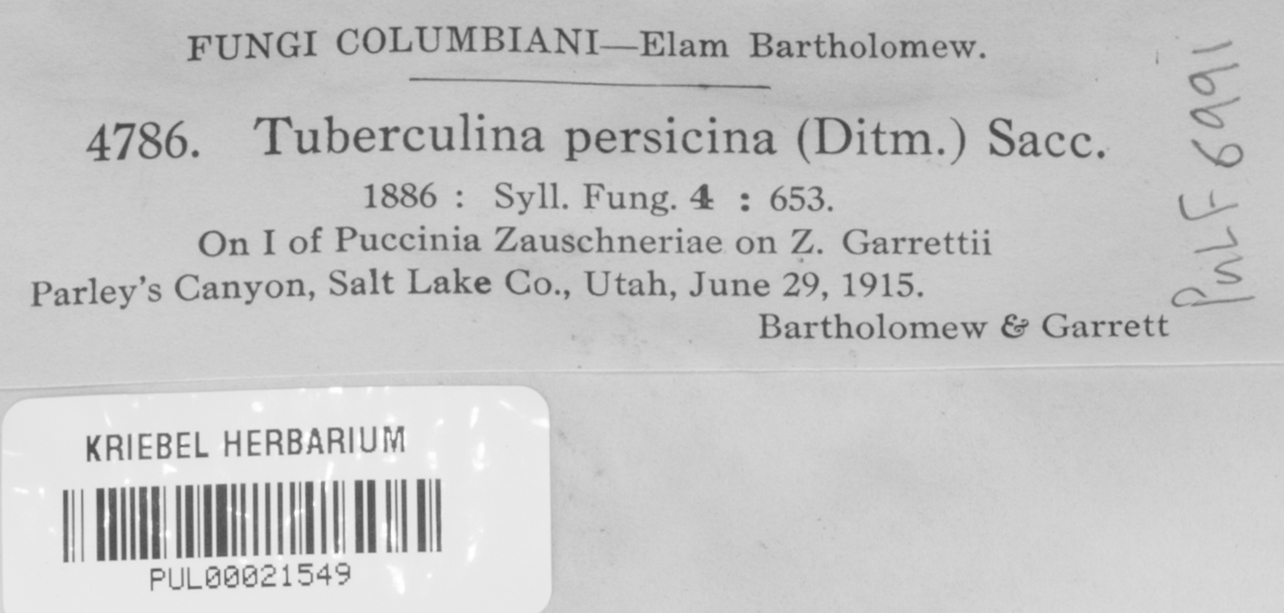 FUNGI COLUMBIANI—Elam Bartholomew.
4786. Tuberculina persicina (Ditm.) Sacc.
1886 : Syll. Fung. 4 : 653.
On I of Puccinia Zauschneriae on Z. Garrettii
Parley's Canyon, Salt Lake Co., Utah, June 29, 1915.
Bartholomew & Garrett
PulF 6991
KRIEBEL HERBARIUM
PUL00021549